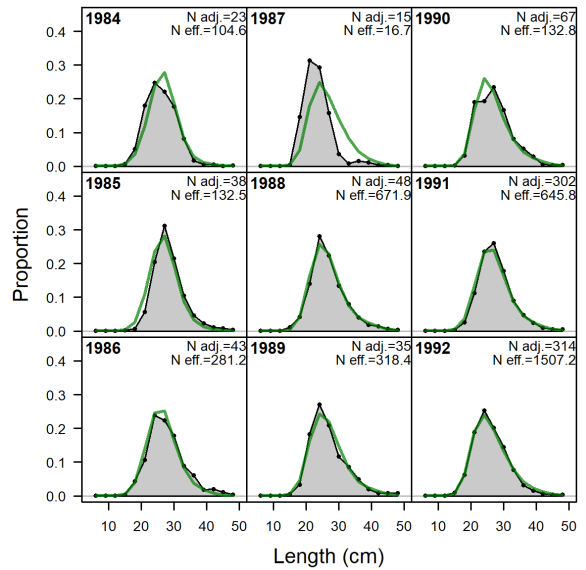 1984 N adj.=23 1987 N adj.=15 1990 N adj.=67
N eff.=104.6 N eff.=16.7 N eff.=132.8
0.4
0.3
0.2
0.1
0.0
1985 N adj.=38 1988 N adj.=48 1991 N adj.=302
N eff.=132.5 N eff.=671.9 N eff.=645.8
0.4
0.3
0.2
0.1
0.0
Proportion
1986 N adj.=43 1989 N adj.=35 1992 N adj.=314
N eff.=281.2 N eff.=318.4 N eff.=1507.2
0.4
0.3
0.2
0.1
0.0
10 20 30 40 50 10 20 30 40 50 10 20 30 40 50
Length (cm)